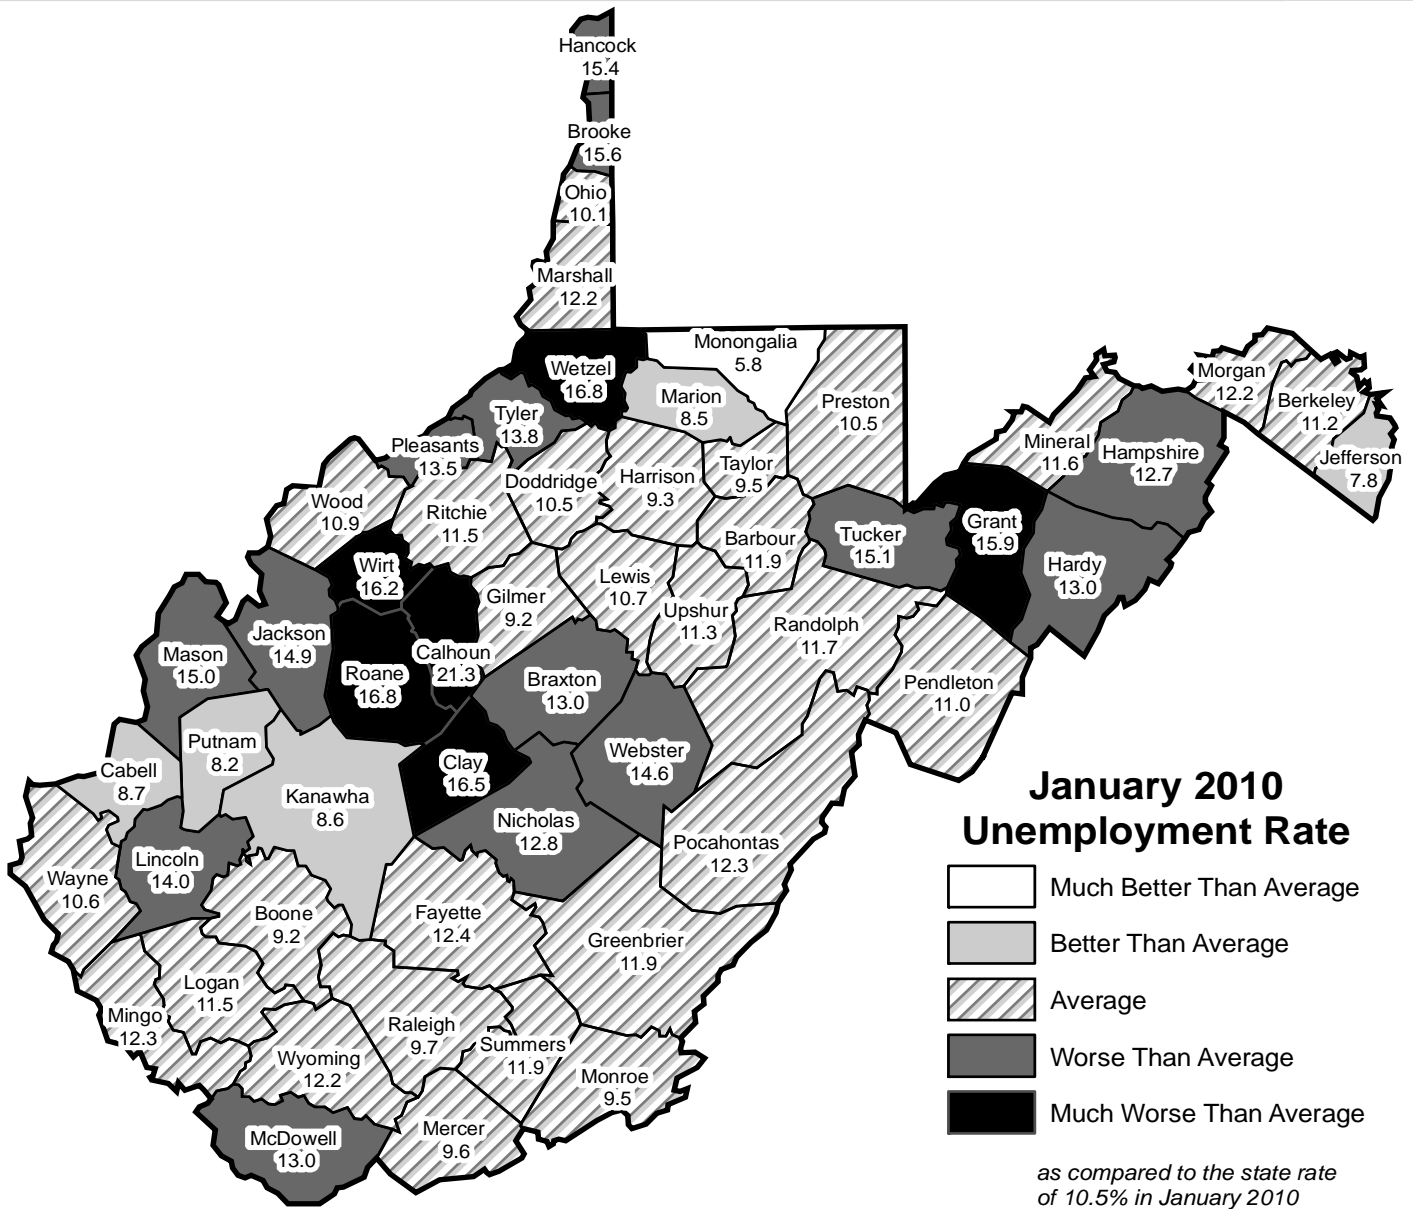 Hancock
15.4
Brooke
15.6
Ohio
10.1
Marshall
12.2
Wetzel
16.8
Monongalia
5.8
Marion
8.5
Preston
10.5
Tyler
13.8
Pleasants
13.5
Doddridge
10.5
Harrison
9.3
Taylor
9.5
Morgan
12.2
Berkeley
11.2
Jefferson
7.8
Mineral
11.6
Hampshire
12.7
Wood
10.9
Ritchie
11.5
Barbour
11.9
Tucker
15.1
Grant
15.9
Hardy
13.0
Wirt
16.2
Gilmer
9.2
Lewis
10.7
Upshur
11.3
Randolph
11.7
Mason
15.0
Jackson
14.9
Roane
16.8
Calhoun
21.3
Braxton
13.0
Pendleton
11.0
Cabell
8.7
Putnam
8.2
Kanawha
8.6
Clay
16.5
Webster
14.6
Nicholas
12.8
Pocahontas
12.3
Wayne
10.6
Lincoln
14.0
Boone
9.2
Fayette
12.4
Greenbrier
11.9
Logan
11.5
Mingo
12.3
Raleigh
9.7
Summers
11.9
Wyoming
12.2
Monroe
9.5
McDowell
13.0
Mercer
9.6
January 2010
Unemployment Rate
Much Better Than Average
Better Than Average
Average
Worse Than Average
Much Worse Than Average
as compared to the state rate
of 10.5% in January 2010